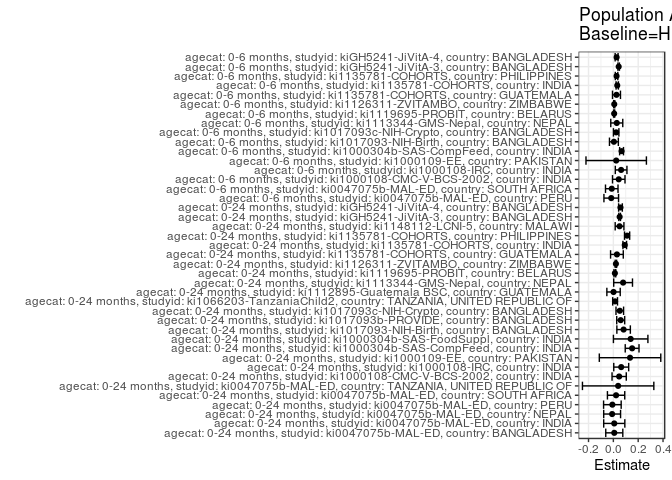 Population A
Baseline=H
agecat: 0-6 months, studyid: kiGH5241-JiVitA-4, country: BANGLADESH
agecat: 0-6 months, studyid: kiGH5241-JiVitA-3, country: BANGLADESH
agecat: 0-6 months, studyid: ki1135781-COHORTS, country: PHILIPPINES
agecat: 0-6 months, studyid: ki1135781-COHORTS, country: INDIA
agecat: 0-6 months, studyid: ki1135781-COHORTS, country: GUATEMALA
agecat: 0-6 months, studyid: ki1126311-ZVITAMBO, country: ZIMBABWE
agecat: 0-6 months, studyid: ki1119695-PROBIT, country: BELARUS
agecat: 0-6 months, studyid: ki1113344-GMS-Nepal, country: NEPAL
agecat: 0-6 months, studyid: ki1017093c-NIH-Crypto, country: BANGLADESH
agecat: 0-6 months, studyid: ki1017093-NIH-Birth, country: BANGLADESH
agecat: 0-6 months, studyid: ki1000304b-SAS-CompFeed, country: INDIA
agecat: 0-6 months, studyid: ki1000109-EE, country: PAKISTAN
agecat: 0-6 months, studyid: ki1000108-IRC, country: INDIA
agecat: 0-6 months, studyid: ki1000108-CMC-V-BCS-2002, country: INDIA
agecat: 0-6 months, studyid: ki0047075b-MAL-ED, country: SOUTH AFRICA
agecat: 0-6 months, studyid: ki0047075b-MAL-ED, country: PERU
agecat: 0-24 months, studyid: kiGH5241-JiVitA-4, country: BANGLADESH
agecat: 0-24 months, studyid: kiGH5241-JiVitA-3, country: BANGLADESH
agecat: 0-24 months, studyid: ki1148112-LCNI-5, country: MALAWI
agecat: 0-24 months, studyid: ki1135781-COHORTS, country: PHILIPPINES
agecat: 0-24 months, studyid: ki1135781-COHORTS, country: INDIA
agecat: 0-24 months, studyid: ki1135781-COHORTS, country: GUATEMALA
agecat: 0-24 months, studyid: ki1126311-ZVITAMBO, country: ZIMBABWE
agecat: 0-24 months, studyid: ki1119695-PROBIT, country: BELARUS
agecat: 0-24 months, studyid: ki1113344-GMS-Nepal, country: NEPAL
agecat: 0-24 months, studyid: ki1112895-Guatemala BSC, country: GUATEMALA
agecat: 0-24 months, studyid: ki1066203-TanzaniaChild2, country: TANZANIA, UNITED REPUBLIC OF
agecat: 0-24 months, studyid: ki1017093c-NIH-Crypto, country: BANGLADESH
agecat: 0-24 months, studyid: ki1017093b-PROVIDE, country: BANGLADESH
agecat: 0-24 months, studyid: ki1017093-NIH-Birth, country: BANGLADESH
agecat: 0-24 months, studyid: ki1000304b-SAS-FoodSuppl, country: INDIA
agecat: 0-24 months, studyid: ki1000304b-SAS-CompFeed, country: INDIA
agecat: 0-24 months, studyid: ki1000109-EE, country: PAKISTAN
agecat: 0-24 months, studyid: ki1000108-IRC, country: INDIA
agecat: 0-24 months, studyid: ki1000108-CMC-V-BCS-2002, country: INDIA
agecat: 0-24 months, studyid: ki0047075b-MAL-ED, country: TANZANIA, UNITED REPUBLIC OF
agecat: 0-24 months, studyid: ki0047075b-MAL-ED, country: SOUTH AFRICA
agecat: 0-24 months, studyid: ki0047075b-MAL-ED, country: PERU
agecat: 0-24 months, studyid: ki0047075b-MAL-ED, country: NEPAL
agecat: 0-24 months, studyid: ki0047075b-MAL-ED, country: INDIA
agecat: 0-24 months, studyid: ki0047075b-MAL-ED, country: BANGLADESH
-0.2 0.0 0.2 0.4
Estimate